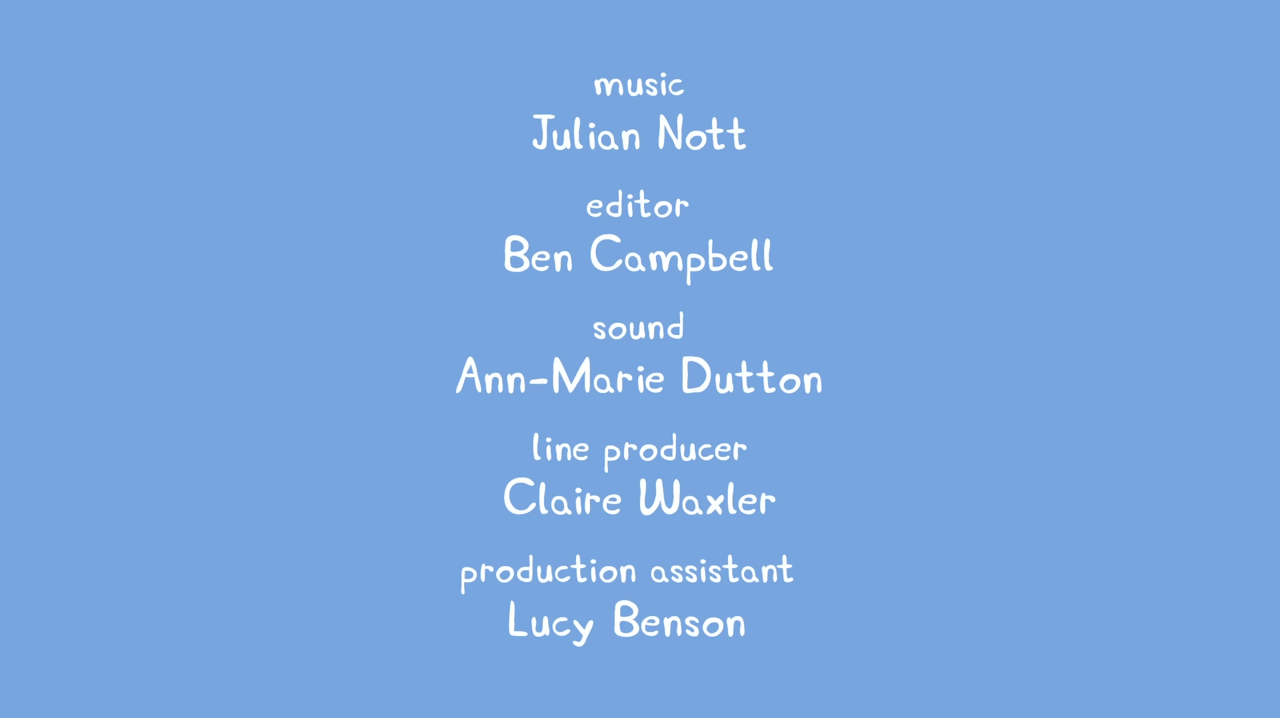 music
Julian Nott
editor
Ben Campbell
sound
Ann-Marie Dutton
line producer
Claire Waxler
production assistant
Lucy Benson